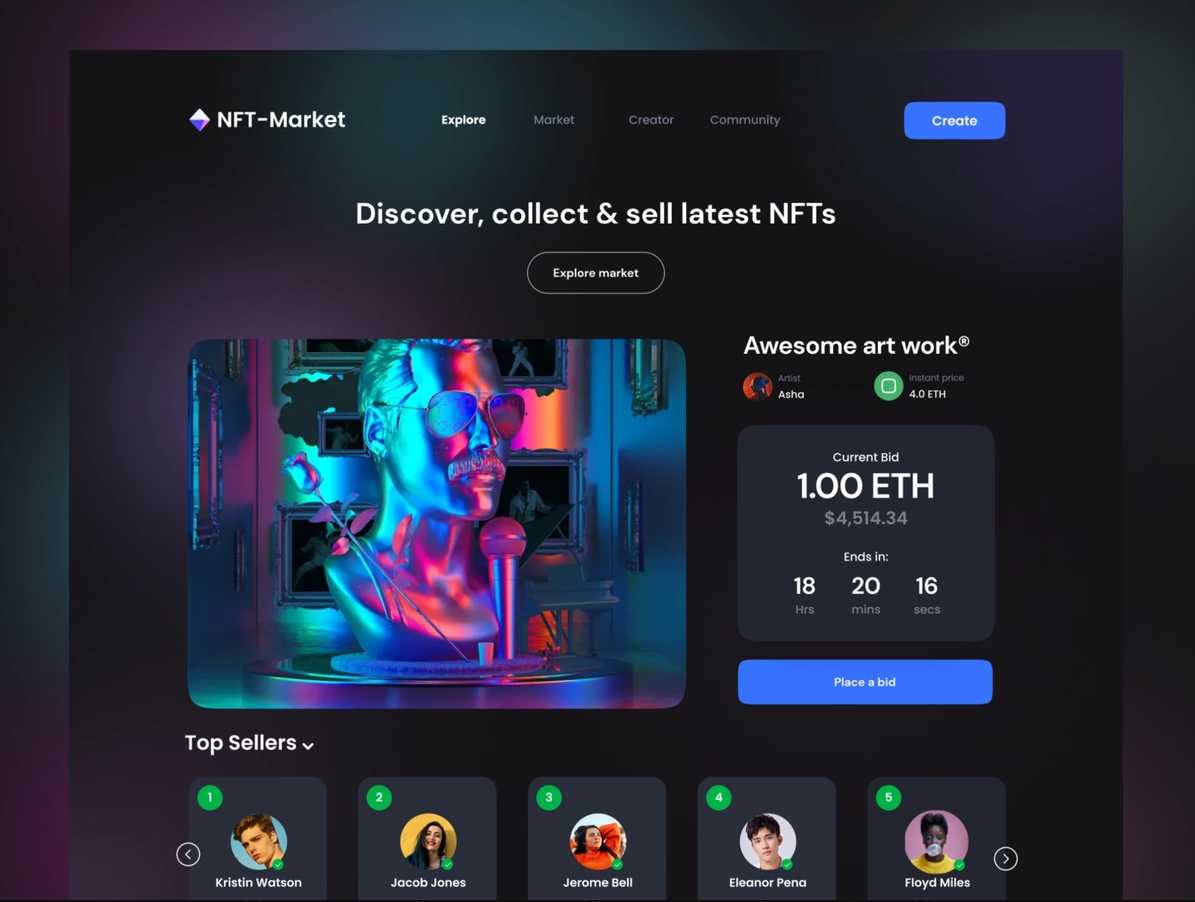 NFT-Market
Explore
Market
Creator
Community
Create
Discover, collect & sell latest NFTs
Explore market
Awesome art work®
Artist
Asha
Instant price
4.0 ETH
Current Bid
1.00 ETH
$4,514.34
Ends in:
18 20 16
Hrs mins secs
Place a bid
Top Sellers
1
2
3
4
5
Kristin Watson
Jacob Jones
Jerome Bell
Eleanor Pena
Floyd Miles